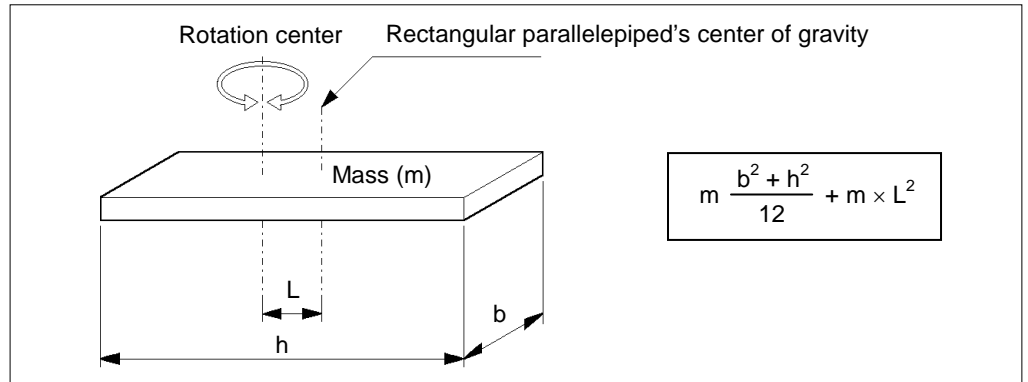 Rotation center
Rectangular parallelepiped's center of gravity
Mass (m)
m (b² + h²)/12 + m × L²
L
b
h